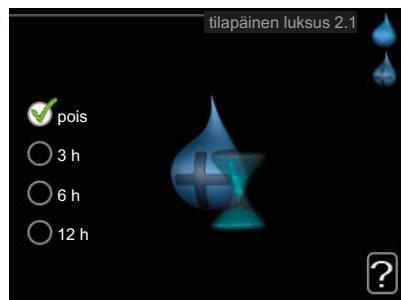 tilapäinen luksus 2.1
pois
3 h
6 h
12 h
?